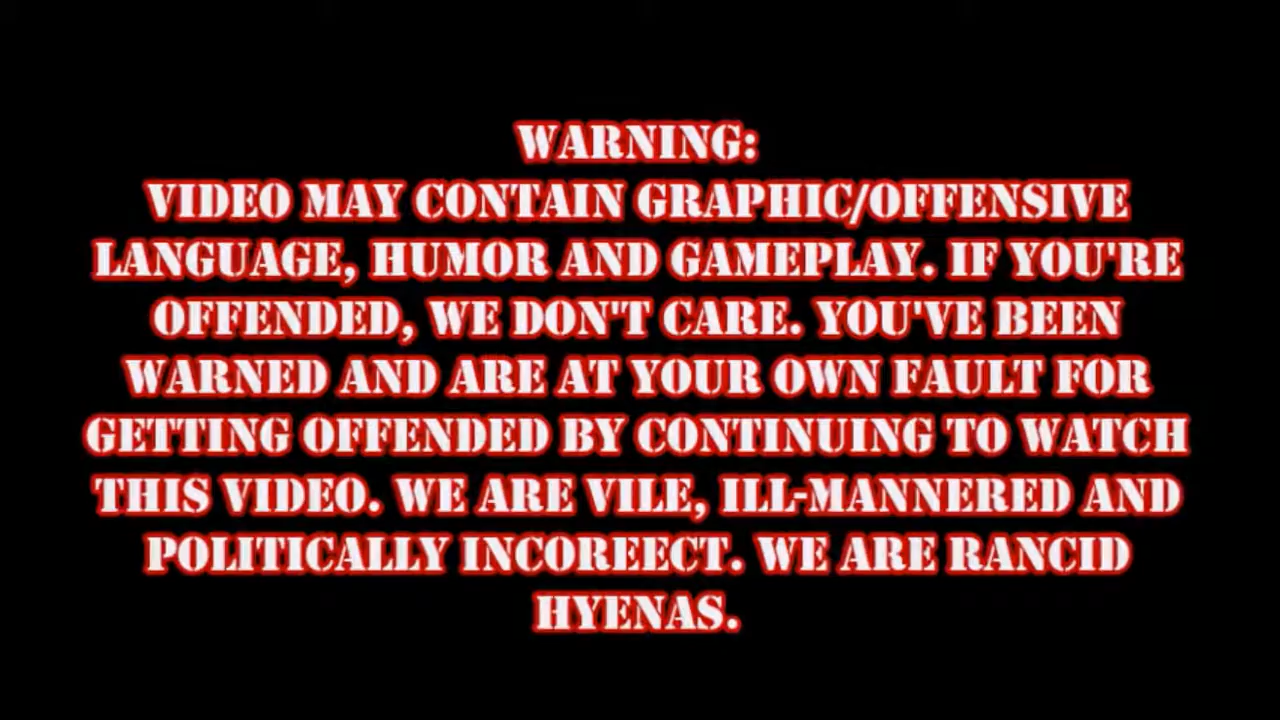 WARNING:
VIDEO MAY CONTAIN GRAPHIC/OFFENSIVE
LANGUAGE, HUMOR AND GAMEPLAY. IF YOU'RE
OFFENDED, WE DON'T CARE. YOU'VE BEEN
WARNED AND ARE AT YOUR OWN FAULT FOR
GETTING OFFENDED BY CONTINUING TO WATCH
THIS VIDEO. WE ARE VILE, ILL-MANNERED AND
POLITICALLY INCOREECT. WE ARE RANCID
HYENAS.